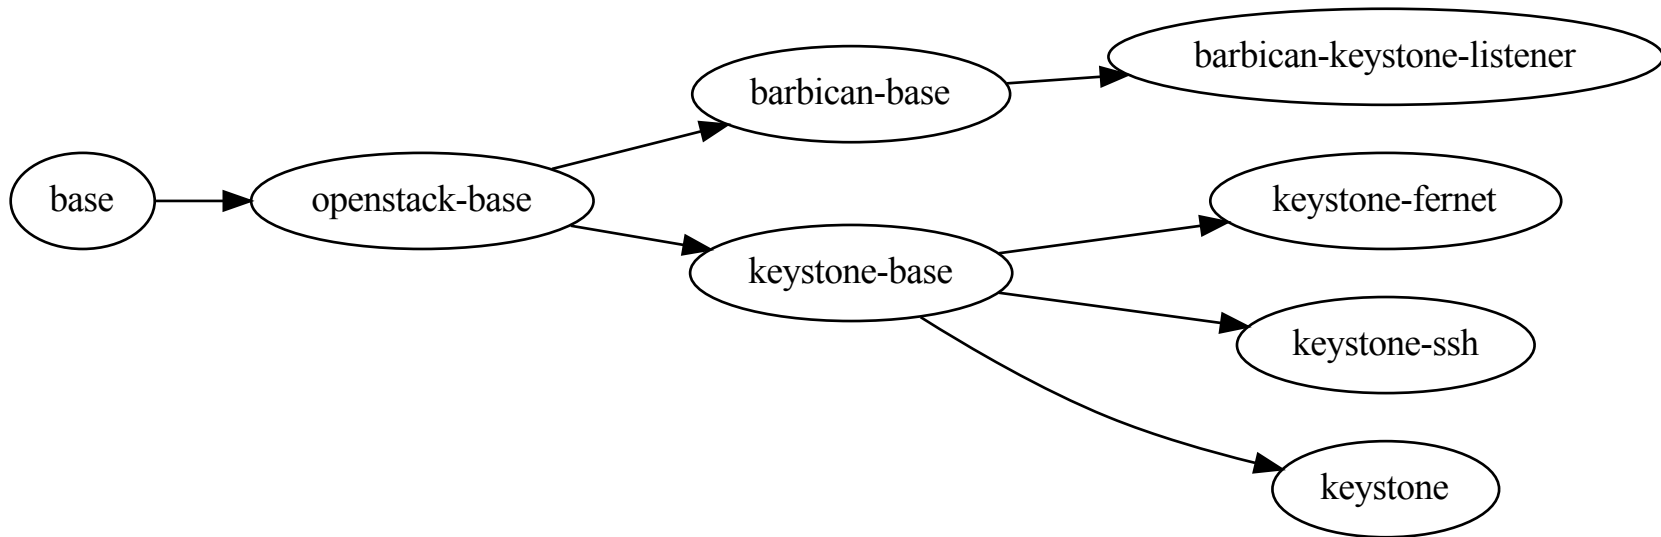 base
openstack-base
barbican-base
barbican-keystone-listener
keystone-base
keystone-fernet
keystone-ssh
keystone